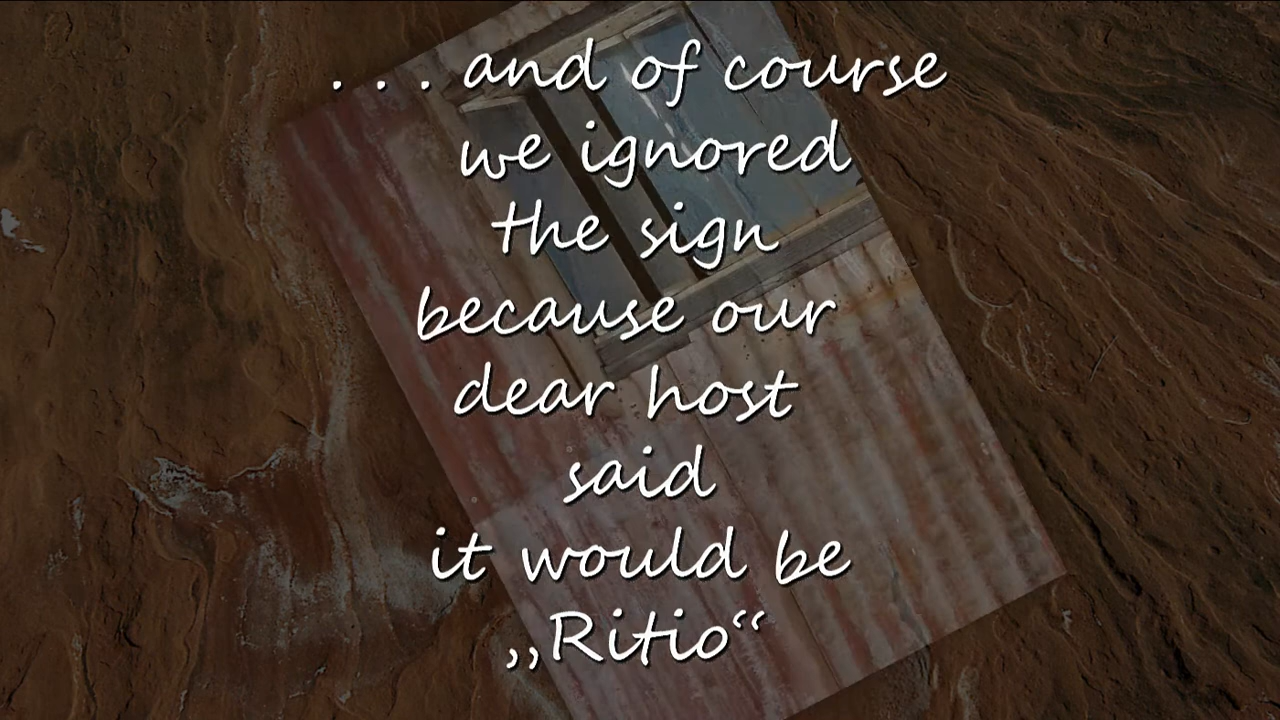 . . . and of course
we ignored
the sign
because our
dear host
said
it would be
„Ritio“